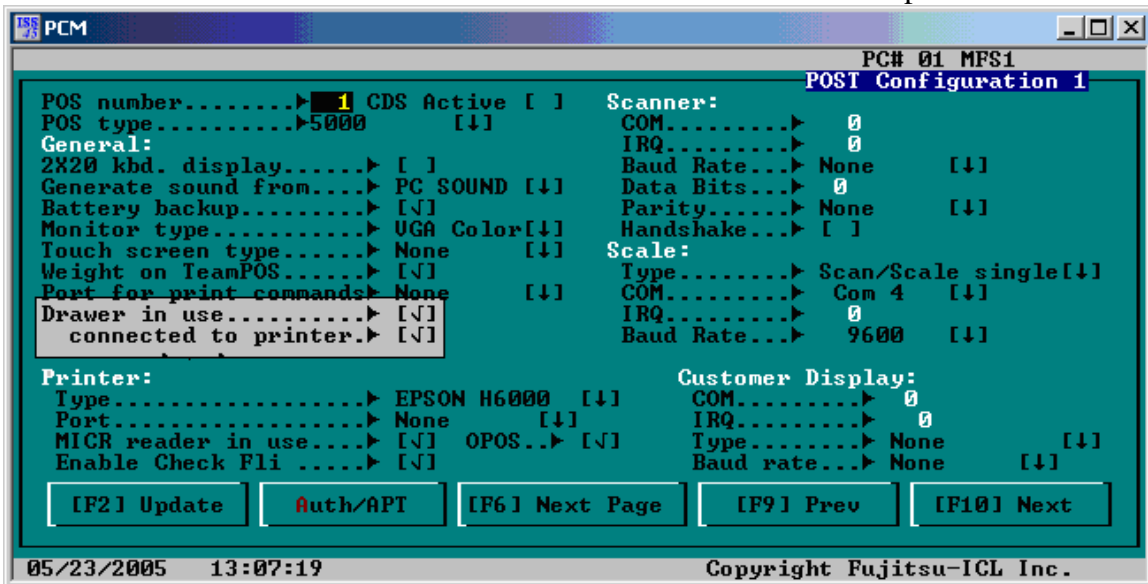 ISS 45 PCM
PC# 01 MFS1
POST Configuration 1
POS number........▶ 1 CDS Active [ ]
POS type..........▶5000 [↓]
General:
2X20 kbd. display......▶ [ ]
Generate sound from....▶ PC SOUND [↓]
Battery backup.........▶ [√]
Monitor type...........▶ VGA Color[↓]
Touch screen type......▶ None [↓]
Weight on TeamPOS......▶ [√]
Port for print commands▶ None [↓]
Drawer in use..........▶ [√]
connected to printer.▶ [√]
Scanner:
COM.........▶ 0
IRQ.........▶ 0
Baud Rate...▶ None [↓]
Data Bits...▶ 0
Parity......▶ None [↓]
Handshake...▶ [ ]
Scale:
Type........▶ Scan/Scale single[↓]
COM.........▶ Com 4 [↓]
IRQ.........▶ 0
Baud Rate...▶ 9600 [↓]
Printer:
Type..................▶ EPSON H6000 [↓]
Port..................▶ None [↓]
MICR reader in use....▶ [√] OPOS..▶ [√]
Enable Check Fli .....▶ [√]
Customer Display:
COM.........▶ 0
IRQ.........▶ 0
Type........▶ None [↓]
Baud rate...▶ None [↓]
[F2] Update
Auth/APT
[F6] Next Page
[F9] Prev
[F10] Next
05/23/2005 13:07:19
Copyright Fujitsu-ICL Inc.